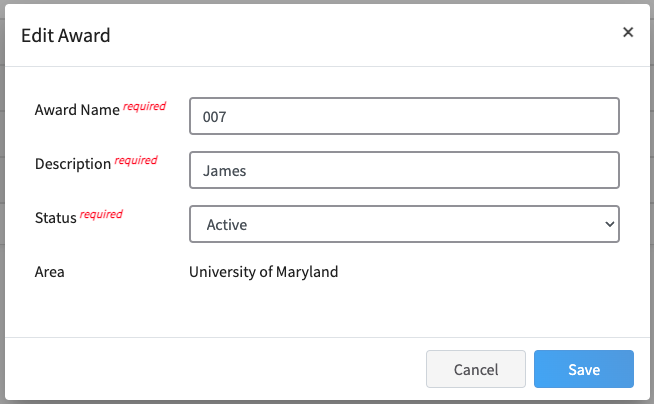 Edit Award ×
Award Name required 007
Description required James
Status required Active
Area University of Maryland
Cancel Save